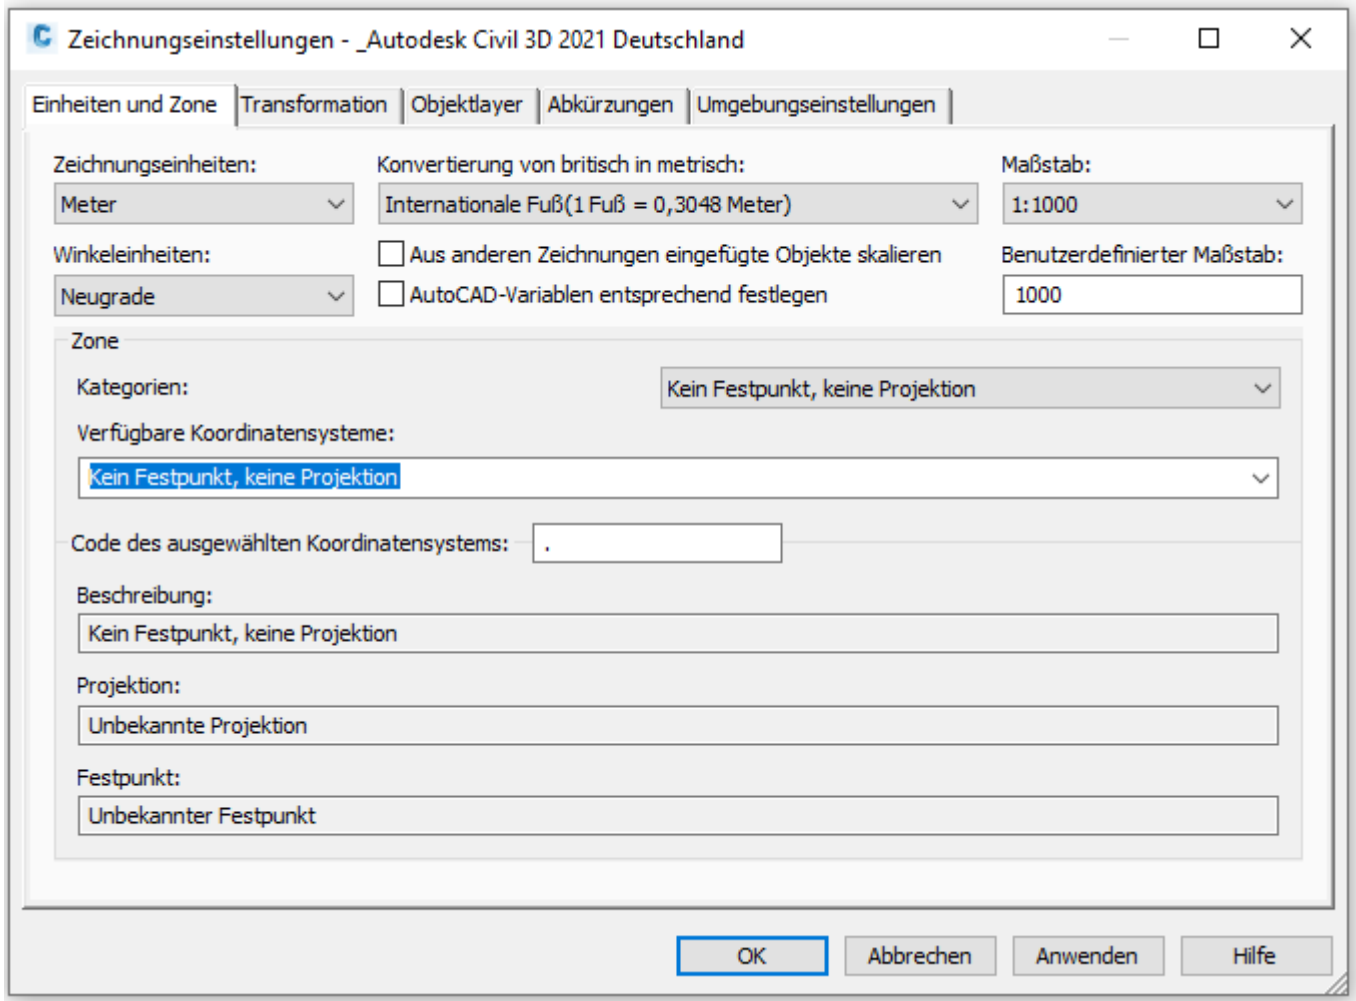 Zeichnungseinstellungen - _Autodesk Civil 3D 2021 Deutschland
Einheiten und Zone Transformation Objektlayer Abkürzungen Umgebungseinstellungen
Zeichnungseinheiten: Konvertierung von britisch in metrisch: Maßstab:
Meter Internationale Fuß(1 Fuß = 0,3048 Meter) 1:1000
Winkeleinheiten: Aus anderen Zeichnungen eingefügte Objekte skalieren Benutzerdefinierter Maßstab:
Neugrade AutoCAD-Variablen entsprechend festlegen 1000
Zone
Kategorien: Kein Festpunkt, keine Projektion
Verfügbare Koordinatensysteme:
Kein Festpunkt, keine Projektion
Code des ausgewählten Koordinatensystems: .
Beschreibung:
Kein Festpunkt, keine Projektion
Projektion:
Unbekannte Projektion
Festpunkt:
Unbekannter Festpunkt
OK Abbrechen Anwenden Hilfe